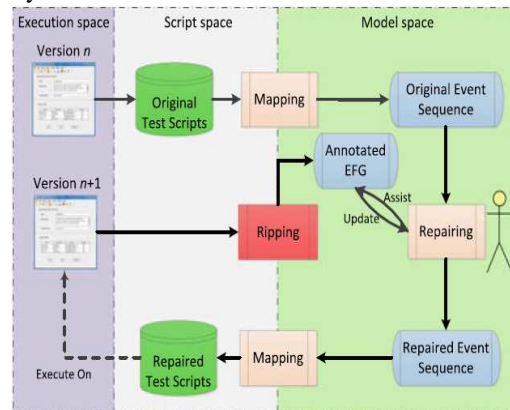 Execution space
Script space
Model space
Version n
Original
Test Scripts
Mapping
Original Event
Sequence
Annotated
EFG
Version n+1
Ripping
Assist
Update
Repairing
Execute On
Repaired
Test Scripts
Mapping
Repaired Event
Sequence